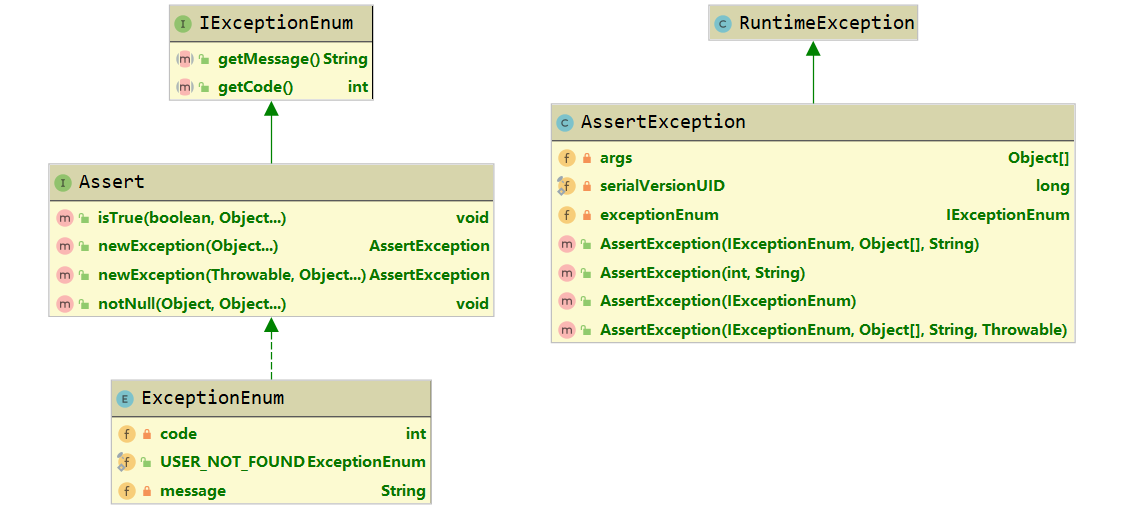 IExceptionEnum
getMessage() String
getCode() int
Assert
isTrue(boolean, Object...) void
newException(Object...) AssertException
newException(Throwable, Object...) AssertException
notNull(Object, Object...) void
ExceptionEnum
code int
USER_NOT_FOUND ExceptionEnum
message String
RuntimeException
AssertException
args Object[]
serialVersionUID long
exceptionEnum IExceptionEnum
AssertException(IExceptionEnum, Object[], String)
AssertException(int, String)
AssertException(IExceptionEnum)
AssertException(IExceptionEnum, Object[], String, Throwable)